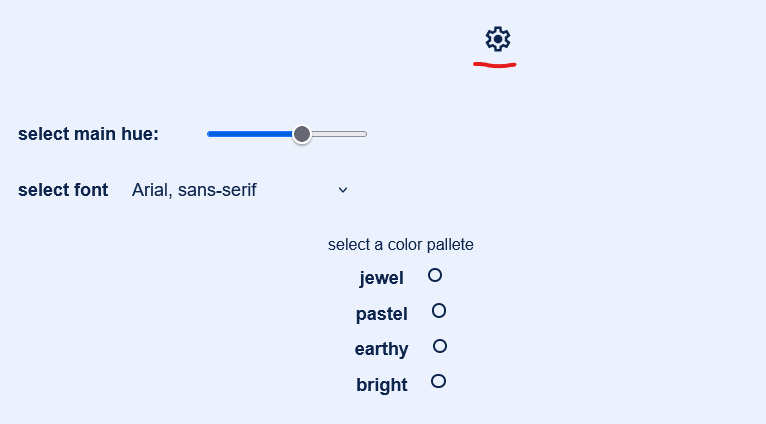 select main hue:
select font Arial, sans-serif
select a color pallete
jewel
pastel
earthy
bright